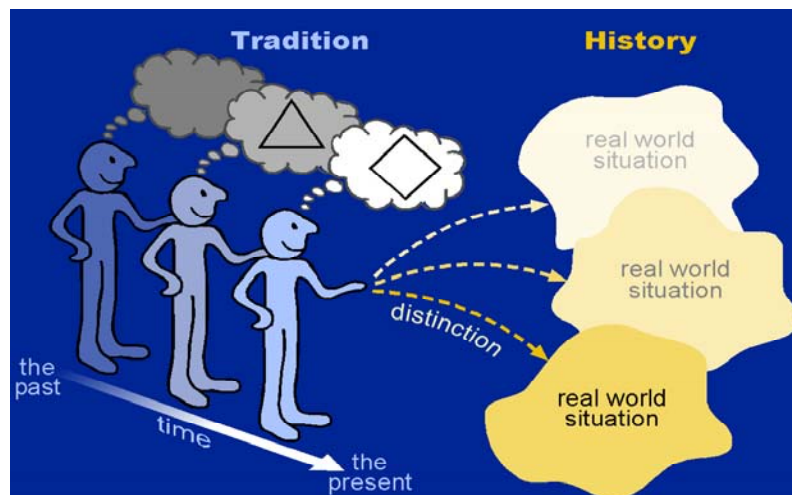 Tradition
History
real world
situation
real world
situation
distinction
real world
situation
the
past
time
the
present